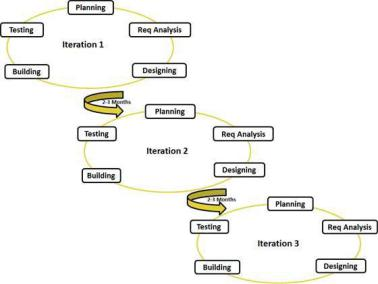 Planning
Testing
Req Analysis
Iteration 1
Building
Designing
2-3 Months
Planning
Testing
Req Analysis
Iteration 2
Building
Designing
2-3 Months
Planning
Testing
Req Analysis
Iteration 3
Building
Designing